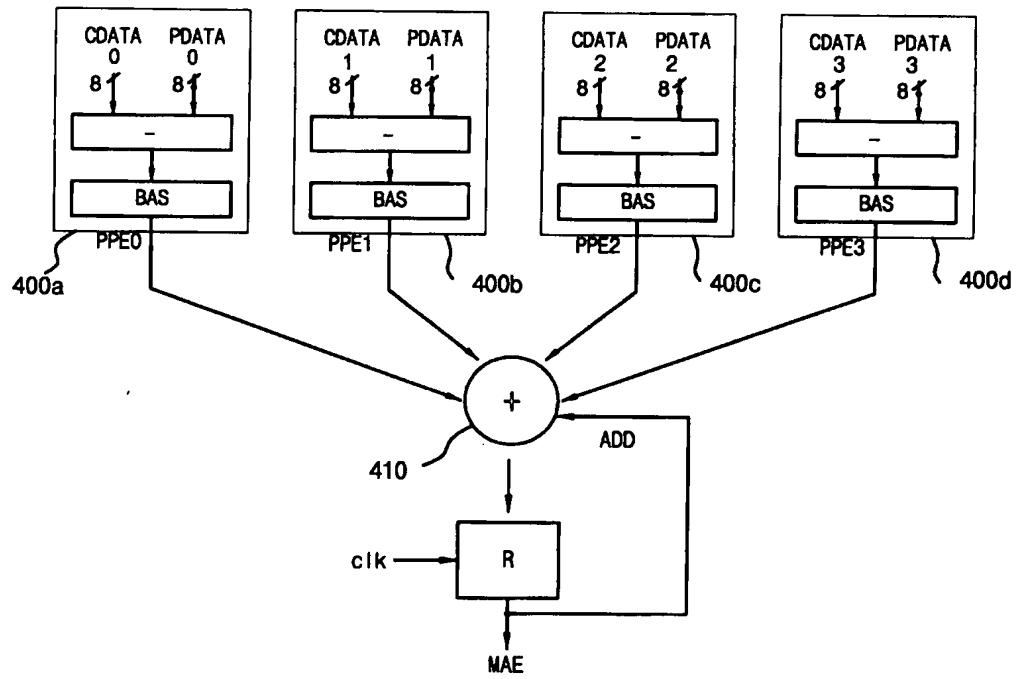 CDATA 0 PDATA 0
8 8
-
BAS
PPE0
400a
CDATA 1 PDATA 1
8 8
-
BAS
PPE1
400b
CDATA 2 PDATA 2
8 8
-
BAS
PPE2
400c
CDATA 3 PDATA 3
8 8
-
BAS
PPE3
400d
+
410
ADD
clk
R
MAE